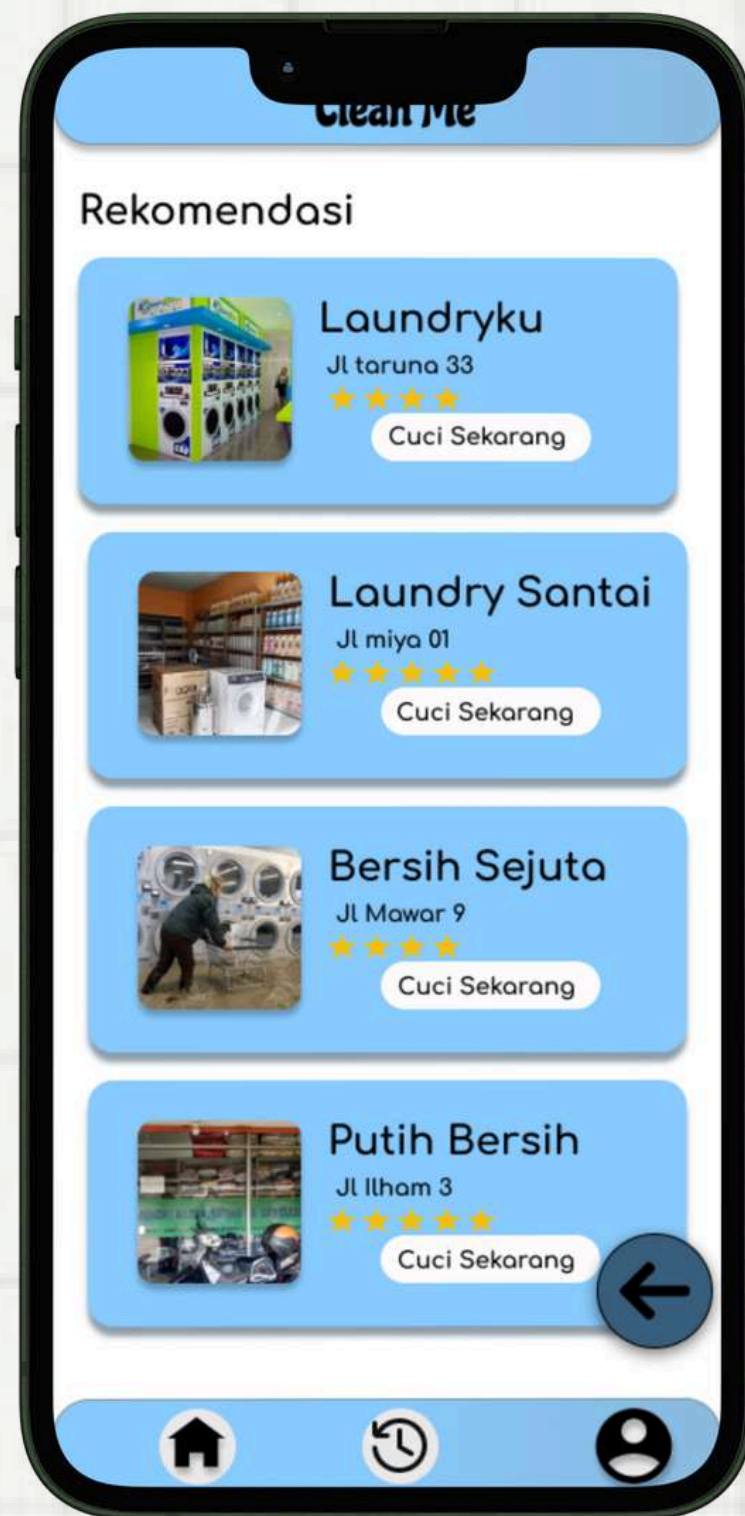 Clean Me
Rekomendasi
Laundryku
Jl taruna 33
Cuci Sekarang
Laundry Santai
Jl miya 01
Cuci Sekarang
Bersih Sejuta
Jl Mawar 9
Cuci Sekarang
Putih Bersih
Jl Ilham 3
Cuci Sekarang